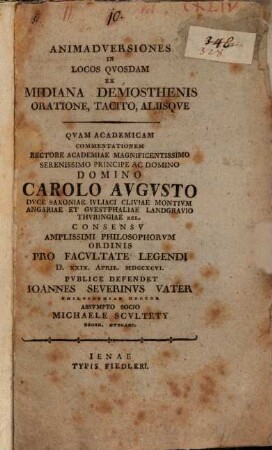 10.
348.
328
ANIMADVERSIONES
IN
LOCOS QVOSDAM
EX
MIDIANA DEMOSTHENIS
ORATIONE, TACITO, ALIISQVE
QVAM ACADEMICAM
COMMENTATIONEM
RECTORE ACADEMIAE MAGNIFICENTISSIMO
SERENISSIMO PRINCIPE AC DOMINO
DOMINO
CAROLO AVGVSTO
DVCE SAXONIAE IVLIACI CLIVIAE MONTIVM
ANGARIAE ET GVESTPHALIAE LANDGRAVIO
THVRINGIAE REL.
CONSENSV
AMPLISSIMI PHILOSOPHORVM
ORDINIS
PRO FACVLTATE LEGENDI
D. XXIX. APRIL. MDCCXCVI.
PVBLICE DEFENDET
IOANNES SEVERINVS VATER
PHILOSOPHIAE DOCTOR
ASSVMPTO SOCIO
MICHAELE SCVLTETY
IENAE
TYPIS FIEDLERI.